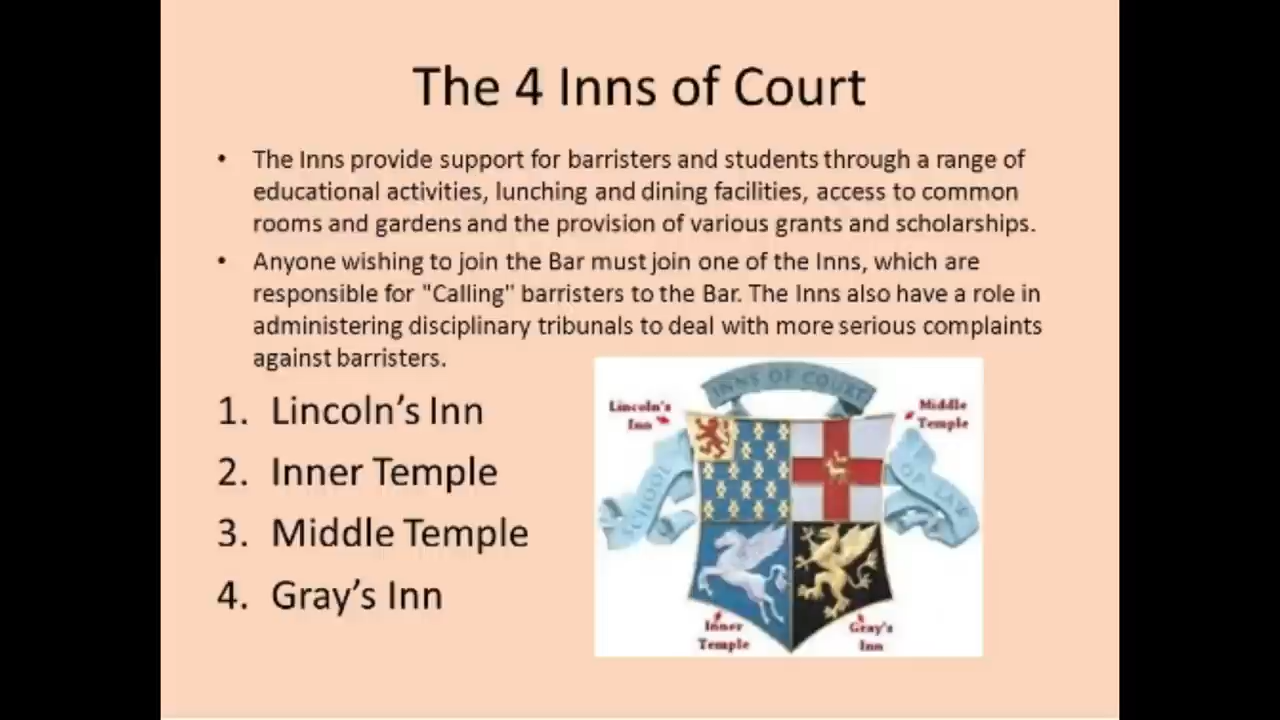 The 4 Inns of Court
• The Inns provide support for barristers and students through a range of
educational activities, lunching and dining facilities, access to common
rooms and gardens and the provision of various grants and scholarships.
• Anyone wishing to join the Bar must join one of the Inns, which are
responsible for "Calling" barristers to the Bar. The Inns also have a role in
administering disciplinary tribunals to deal with more serious complaints
against barristers.
1. Lincoln's Inn
2. Inner Temple
3. Middle Temple
4. Gray's Inn
INNS OF COURT
Lincoln's
Inn
Middle
Temple
SCHOOL
OF LAW
Inner
Temple
Gray's
Inn